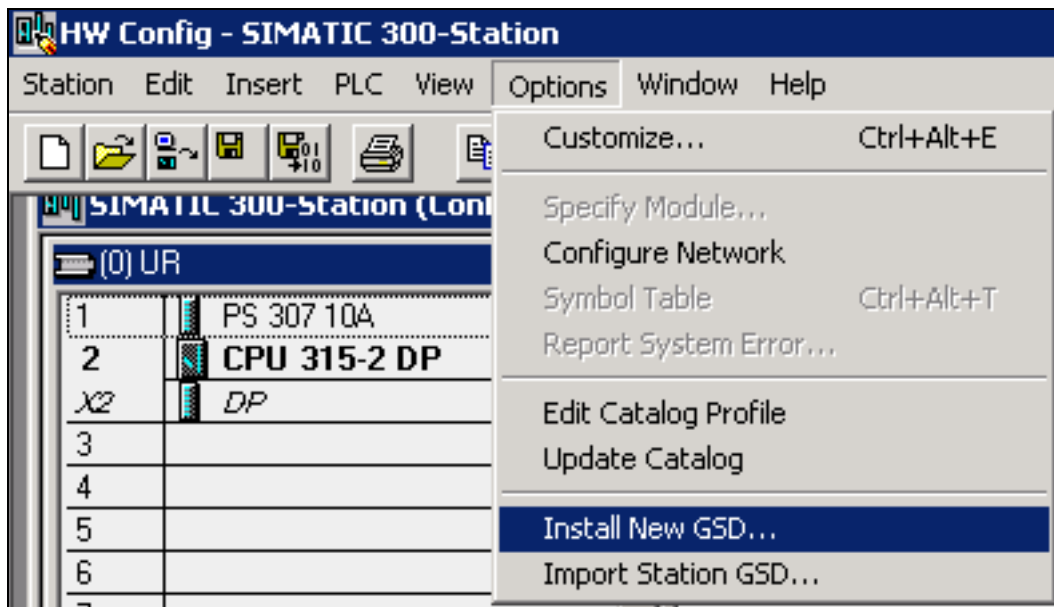 HW Config - SIMATIC 300-Station
Station Edit Insert PLC View Options Window Help
Customize... Ctrl+Alt+E
SIMATIC 300-Station
Specify Module...
(0) UR
Configure Network
1 PS 307 10A
Symbol Table Ctrl+Alt+T
2 CPU 315-2 DP
Report System Error...
X2 DP
Edit Catalog Profile
3
Update Catalog
4
5
Install New GSD...
6
Import Station GSD...